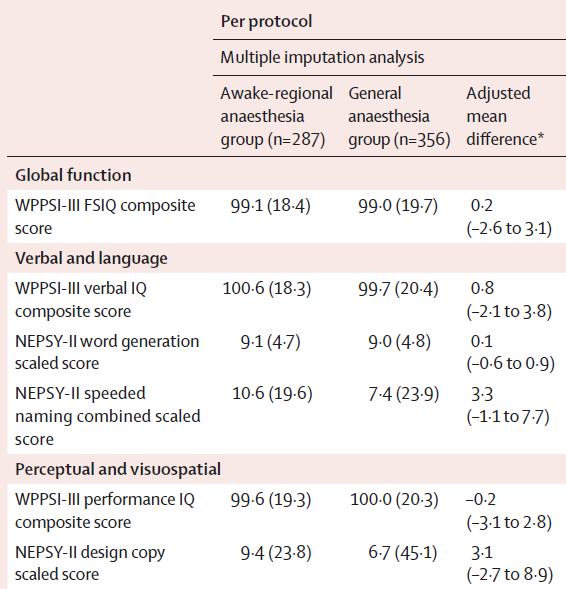 Per protocol
Multiple imputation analysis
Awake-regional anaesthesia group (n=287) General anaesthesia group (n=356) Adjusted mean difference*
Global function
WPPSI-III FSIQ composite score 99·1 (18·4) 99·0 (19·7) 0·2 (–2·6 to 3·1)
Verbal and language
WPPSI-III verbal IQ composite score 100·6 (18·3) 99·7 (20·4) 0·8 (–2·1 to 3·8)
NEPSY-II word generation scaled score 9·1 (4·7) 9·0 (4·8) 0·1 (–0·6 to 0·9)
NEPSY-II speeded naming combined scaled score 10·6 (19·6) 7·4 (23·9) 3·3 (–1·1 to 7·7)
Perceptual and visuospatial
WPPSI-III performance IQ composite score 99·6 (19·3) 100·0 (20·3) –0·2 (–3·1 to 2·8)
NEPSY-II design copy scaled score 9·4 (23·8) 6·7 (45·1) 3·1 (–2·7 to 8·9)